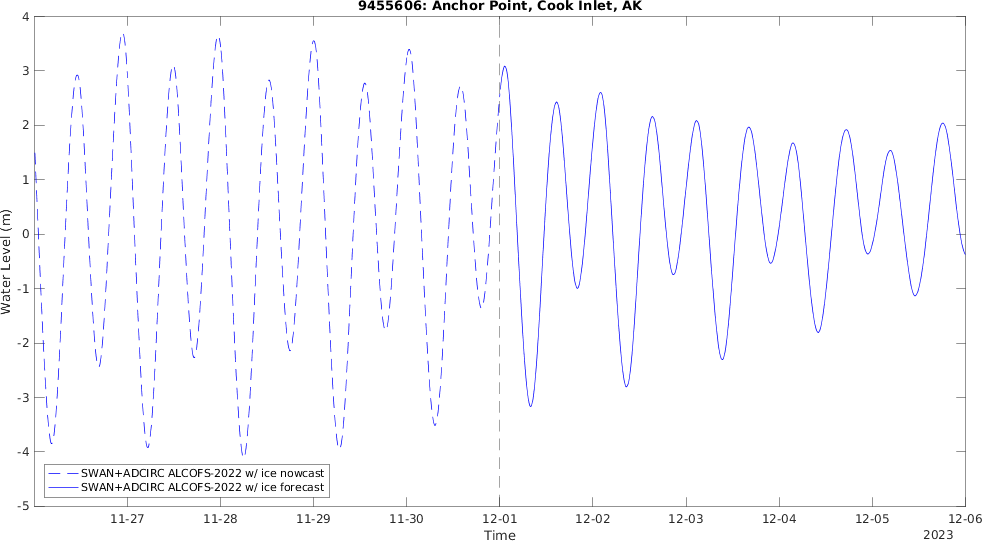 9455606: Anchor Point, Cook Inlet, AK
4
3
2
1
0
-1
-2
-3
-4
-5
Water Level (m)
SWAN+ADCIRC ALCOFS-2022 w/ ice nowcast
SWAN+ADCIRC ALCOFS-2022 w/ ice forecast
11-27 11-28 11-29 11-30 12-01 12-02 12-03 12-04 12-05 12-06
Time
2023